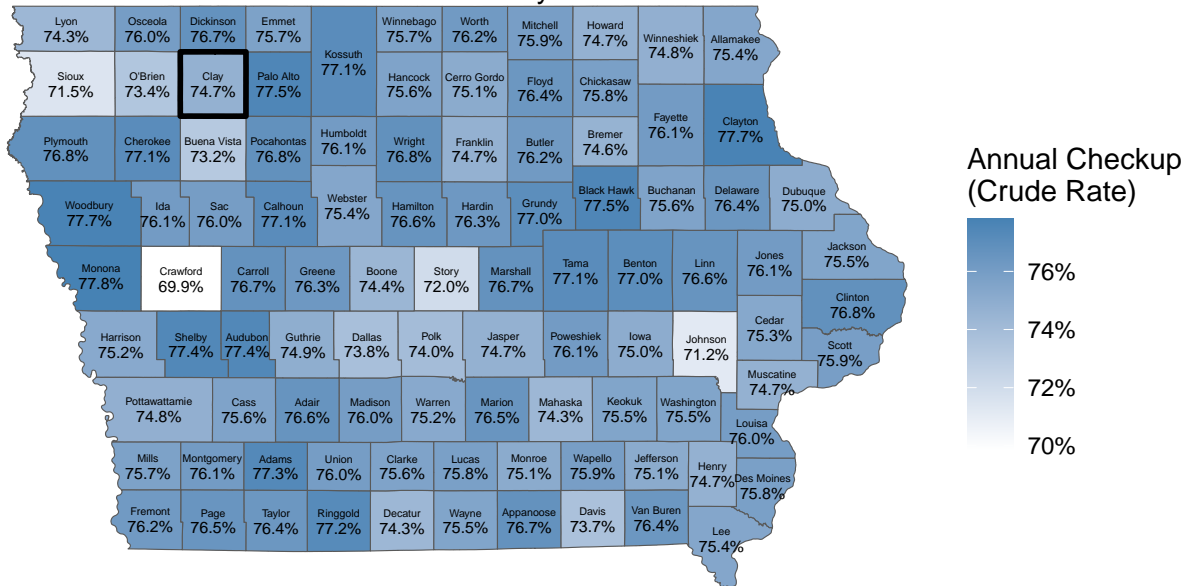 Lyon
74.3%
Osceola
76.0%
Dickinson
76.7%
Emmet
75.7%
Winnebago
75.7%
Worth
76.2%
Mitchell
75.9%
Howard
74.7%
Winneshiek
74.8%
Allamakee
75.4%
Kossuth
77.1%
Sioux
71.5%
O'Brien
73.4%
Clay
74.7%
Palo Alto
77.5%
Hancock
75.6%
Cerro Gordo
75.1%
Floyd
76.4%
Chickasaw
75.8%
Fayette
76.1%
Clayton
77.7%
Plymouth
76.8%
Cherokee
77.1%
Buena Vista
73.2%
Pocahontas
76.8%
Humboldt
76.1%
Wright
76.8%
Franklin
74.7%
Butler
76.2%
Bremer
74.6%
Woodbury
77.7%
Ida
76.1%
Sac
76.0%
Calhoun
77.1%
Webster
75.4%
Hamilton
76.6%
Hardin
76.3%
Grundy
77.0%
Black Hawk
77.5%
Buchanan
75.6%
Delaware
76.4%
Dubuque
75.0%
Monona
77.8%
Crawford
69.9%
Carroll
76.7%
Greene
76.3%
Boone
74.4%
Story
72.0%
Marshall
76.7%
Tama
77.1%
Benton
77.0%
Linn
76.6%
Jones
76.1%
Jackson
75.5%
Clinton
76.8%
Harrison
75.2%
Shelby
77.4%
Audubon
77.4%
Guthrie
74.9%
Dallas
73.8%
Polk
74.0%
Jasper
74.7%
Poweshiek
76.1%
Iowa
75.0%
Johnson
71.2%
Cedar
75.3%
Scott
75.9%
Muscatine
74.7%
Pottawattamie
74.8%
Cass
75.6%
Adair
76.6%
Madison
76.0%
Warren
75.2%
Marion
76.5%
Mahaska
74.3%
Keokuk
75.5%
Washington
75.5%
Louisa
76.0%
Mills
75.7%
Montgomery
76.1%
Adams
77.3%
Union
76.0%
Clarke
75.6%
Lucas
75.8%
Monroe
75.1%
Wapello
75.9%
Jefferson
75.1%
Henry
74.7%
Des Moines
75.8%
Fremont
76.2%
Page
76.5%
Taylor
76.4%
Ringgold
77.2%
Decatur
74.3%
Wayne
75.5%
Appanoose
76.7%
Davis
73.7%
Van Buren
76.4%
Lee
75.4%
Annual Checkup
(Crude Rate)
76%
74%
72%
70%